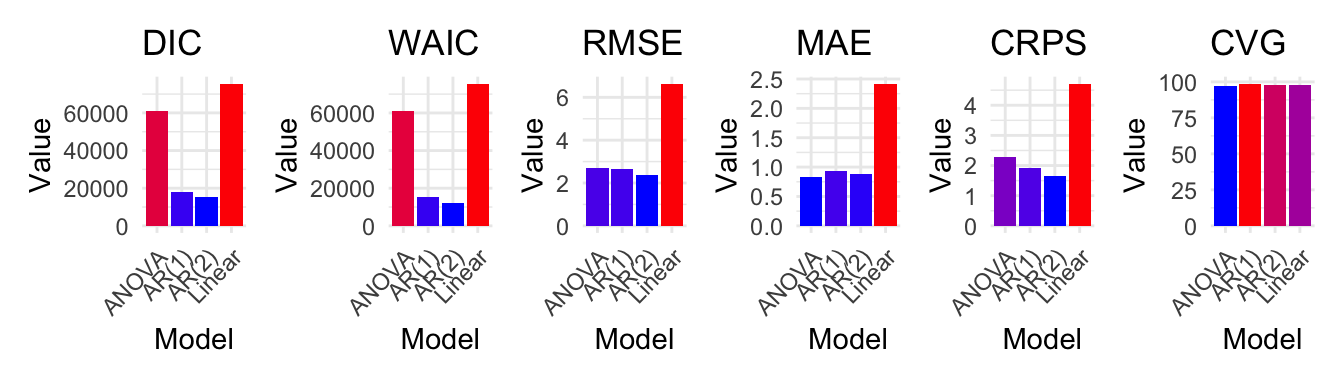 DIC
Value
60000
40000
20000
0
ANOVA
AR(1)
AR(2)
Linear
Model
WAIC
Value
60000
40000
20000
0
ANOVA
AR(1)
AR(2)
Linear
Model
RMSE
Value
6
4
2
0
ANOVA
AR(1)
AR(2)
Linear
Model
MAE
Value
2.5
2.0
1.5
1.0
0.5
0.0
ANOVA
AR(1)
AR(2)
Linear
Model
CRPS
Value
4
3
2
1
0
ANOVA
AR(1)
AR(2)
Linear
Model
CVG
Value
100
75
50
25
0
ANOVA
AR(1)
AR(2)
Linear
Model